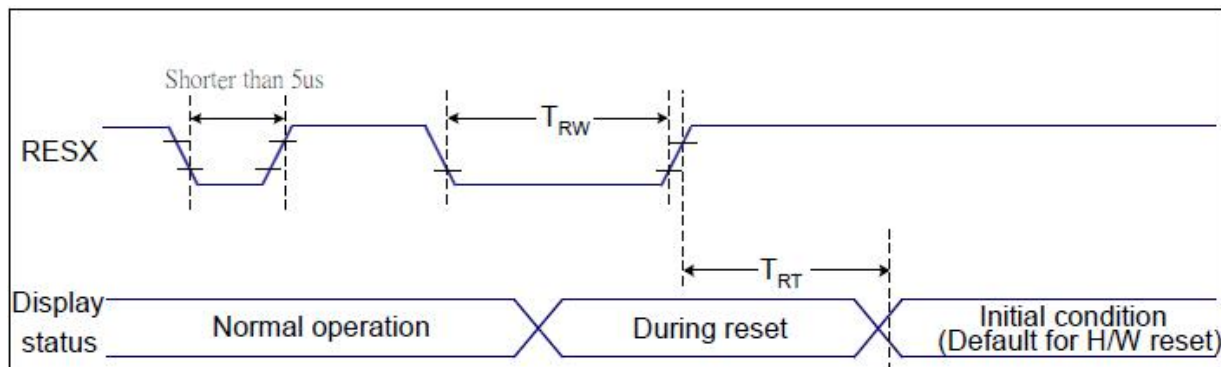 Shorter than 5us
RESX
TRW
TRT
Display
status
Normal operation
During reset
Initial condition
(Default for H/W reset)